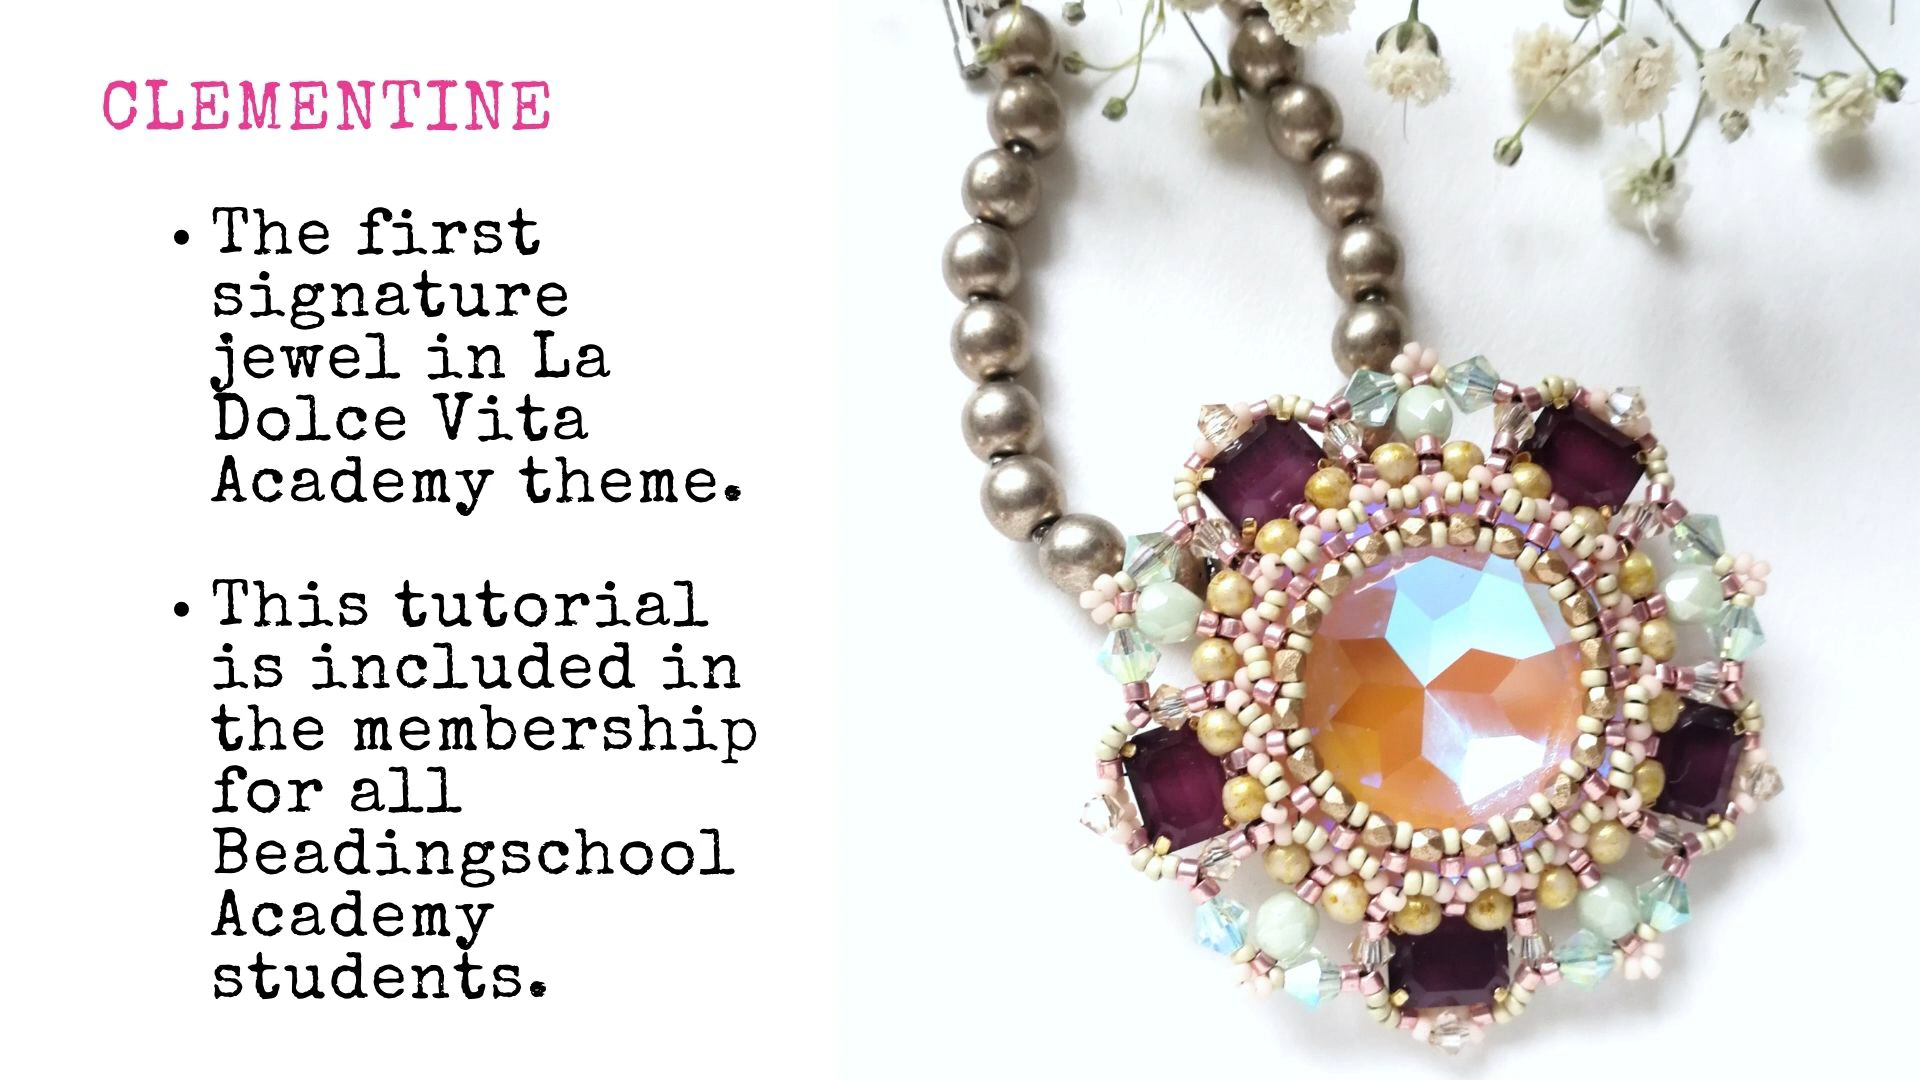 CLEMENTINE
The first
signature
jewel in La
Dolce Vita
Academy theme.
This tutorial
is included in
the membership
for all
Beadingschool
Academy
students.